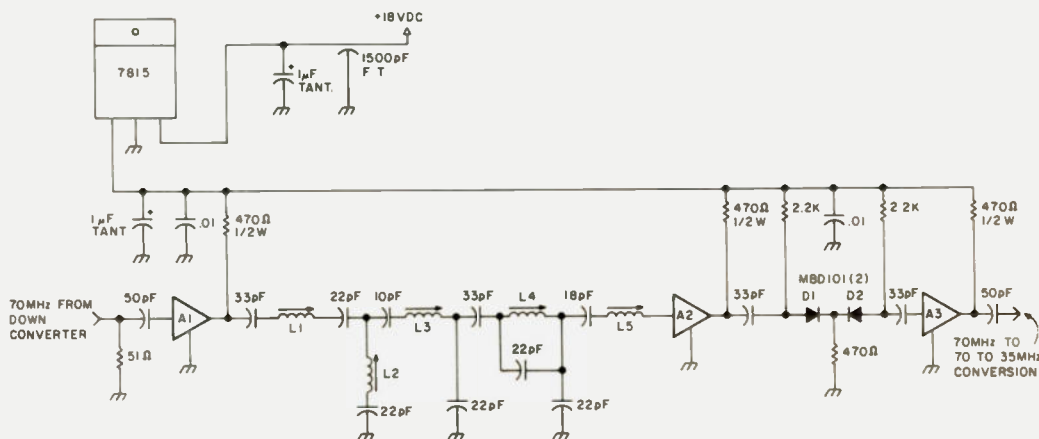 +18VDC
7815
+
1µF
TANT.
1500pF
F T
1µF
TANT
+
.01
470Ω
1/2W
470Ω
1/2W
2.2K
.01
2.2K
470Ω
1/2W
MBD101(2)
D1
D2
70MHz FROM
DOWN
CONVERTER
50pF
A1
33pF
L1
22pF
10pF
L3
33pF
L4
18pF
L5
A2
33pF
33pF
A3
50pF
51Ω
L2
22pF
22pF
22pF
22pF
470Ω
70MHz TO
70 TO 35MHz
CONVERSION